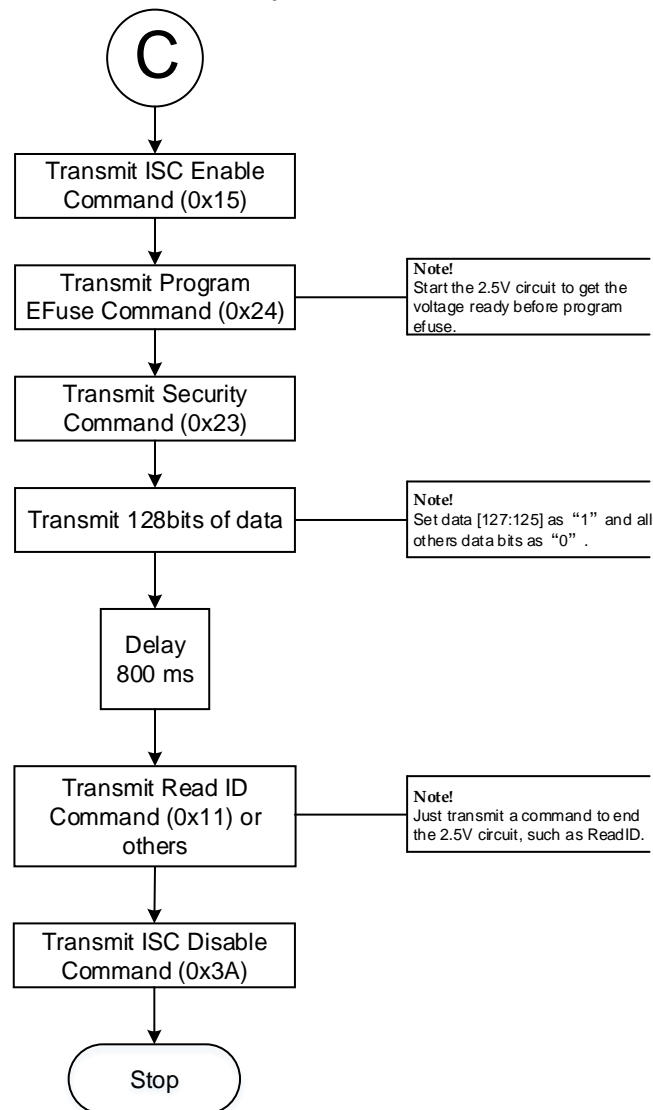 C
Transmit ISC Enable
Command (0x15)
Transmit Program
EFuse Command (0x24)
Note!
Start the 2.5V circuit to get the
voltage ready before program
efuse.
Transmit Security
Command (0x23)
Transmit 128bits of data
Note!
Set data [127:125] as “1” and all
others data bits as “0” .
Delay
800 ms
Transmit Read ID
Command (0x11) or
others
Note!
Just transmit a command to end
the 2.5V circuit, such as ReadID.
Transmit ISC Disable
Command (0x3A)
Stop